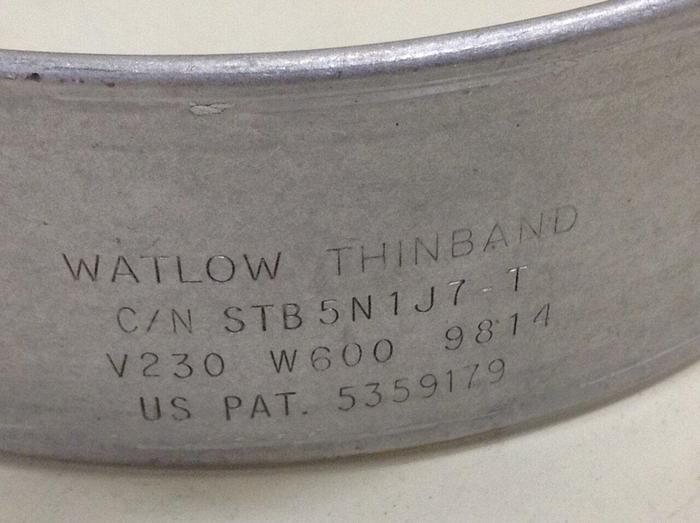 WATLOW THINBAND
C/N STB5N1J7-T
V230 W600 9814
US PAT. 5359179